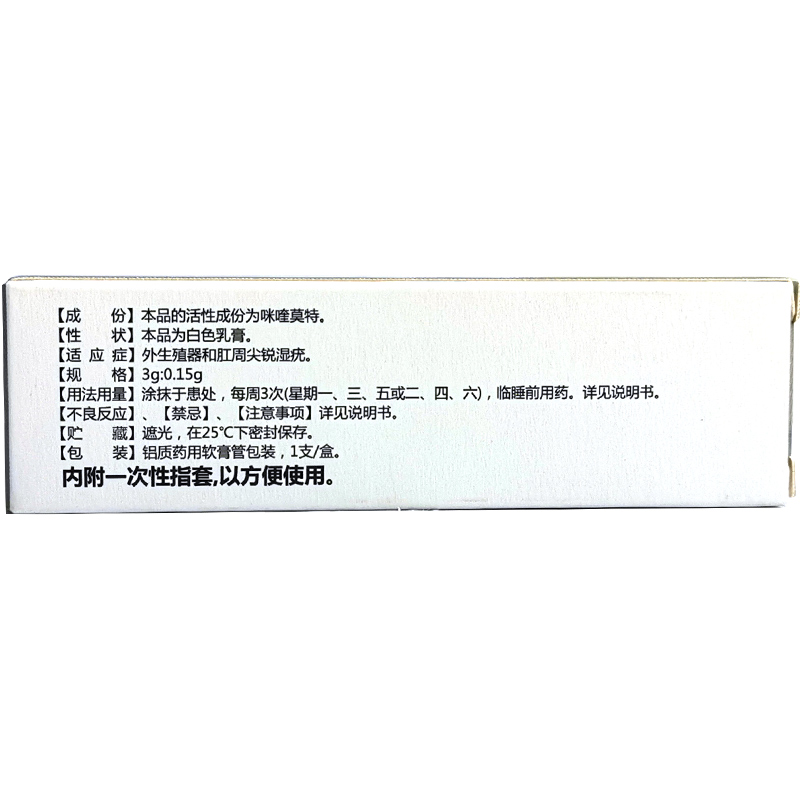 【成 份】本品的活性成份为咪喹莫特。
【性 状】本品为白色乳膏。
【适 应 症】外生殖器和肛周尖锐湿疣。
【规 格】3g:0.15g
【用法用量】涂抹于患处，每周3次(星期一、三、五或二、四、六)，临睡前用药。详见说明书。
【不良反应】、【禁忌】、【注意事项】详见说明书。
【贮 藏】遮光，在25℃下密封保存。
【包 装】铝质药用软膏管包装，1支/盒。
内附一次性指套,以方便使用。